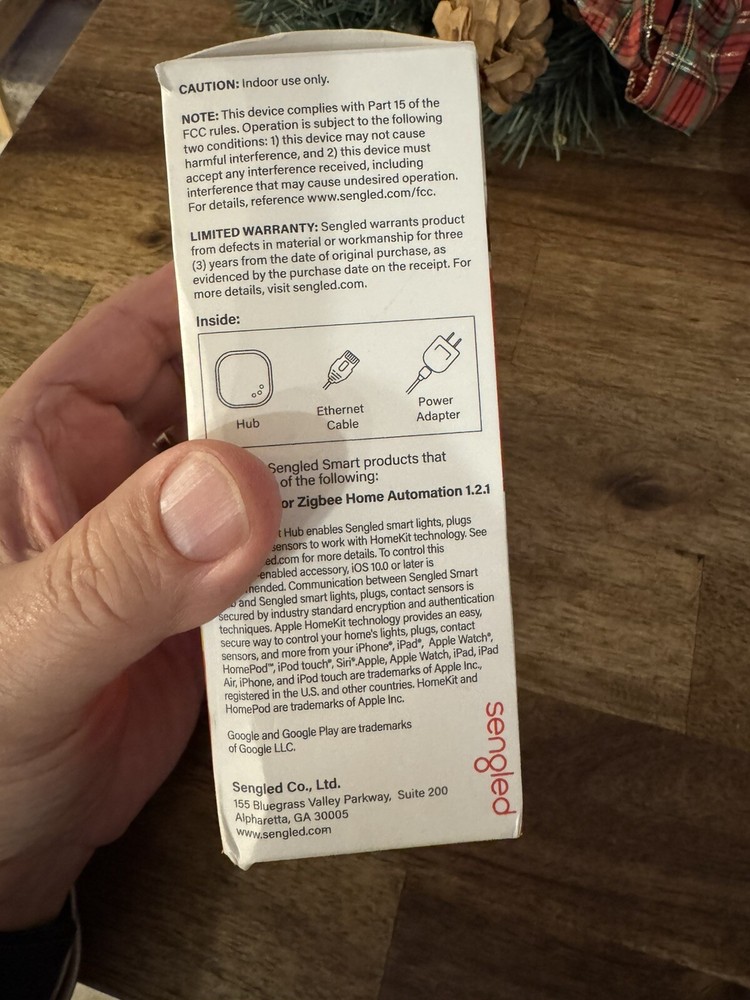 CAUTION: Indoor use only.
NOTE: This device complies with Part 15 of the
FCC rules. Operation is subject to the following
two conditions: 1) this device may not cause
harmful interference, and 2) this device must
accept any interference received, including
interference that may cause undesired operation.
For details, reference www.sengled.com/fcc.
LIMITED WARRANTY: Sengled warrants product
from defects in material or workmanship for three
(3) years from the date of original purchase, as
evidenced by the purchase date on the receipt. For
more details, visit sengled.com.
Inside:
Hub
Ethernet
Cable
Power
Adapter
Sengled Smart products that
of the following:
or Zigbee Home Automation 1.2.1
Hub enables Sengled smart lights, plugs
sensors to work with HomeKit technology. See
ed.com for more details. To control this
-enabled accessory, iOS 10.0 or later is
mended. Communication between Sengled Smart
and Sengled smart lights, plugs, contact sensors is
secured by industry standard encryption and authentication
techniques. Apple HomeKit technology provides an easy,
secure way to control your home's lights, plugs, contact
sensors, and more from your iPhone®, iPad®, Apple Watch®,
HomePod™, iPod touch®, Siri®.Apple, Apple Watch, iPad, iPad
Air, iPhone, and iPod touch are trademarks of Apple Inc.,
registered in the U.S. and other countries. HomeKit and
HomePod are trademarks of Apple Inc.
Google and Google Play are trademarks
of Google LLC.
Sengled Co., Ltd.
155 Bluegrass Valley Parkway, Suite 200
Alpharetta, GA 30005
www.sengled.com
sengled